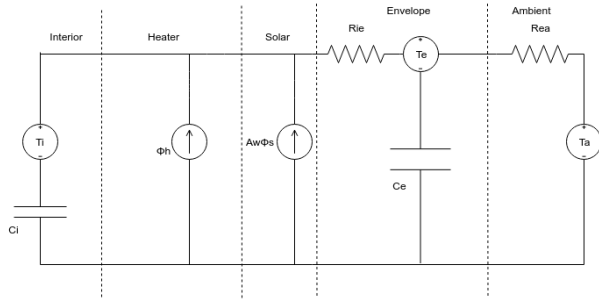 Envelope
Ambient
Interior
Heater
Solar
Rie
Rea
Te
Ti
Φh
AwΦs
Ta
Ce
Ci